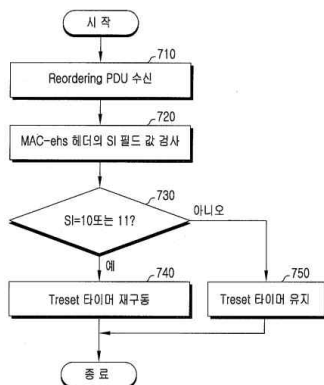 시 작
710
Reordering PDU 수신
720
MAC-ehs 헤더의 SI 필드 값 검사
730
SI=10또는 11?
아니오
예
740
Treset 타이머 재구동
750
Treset 타이머 유지
종 료